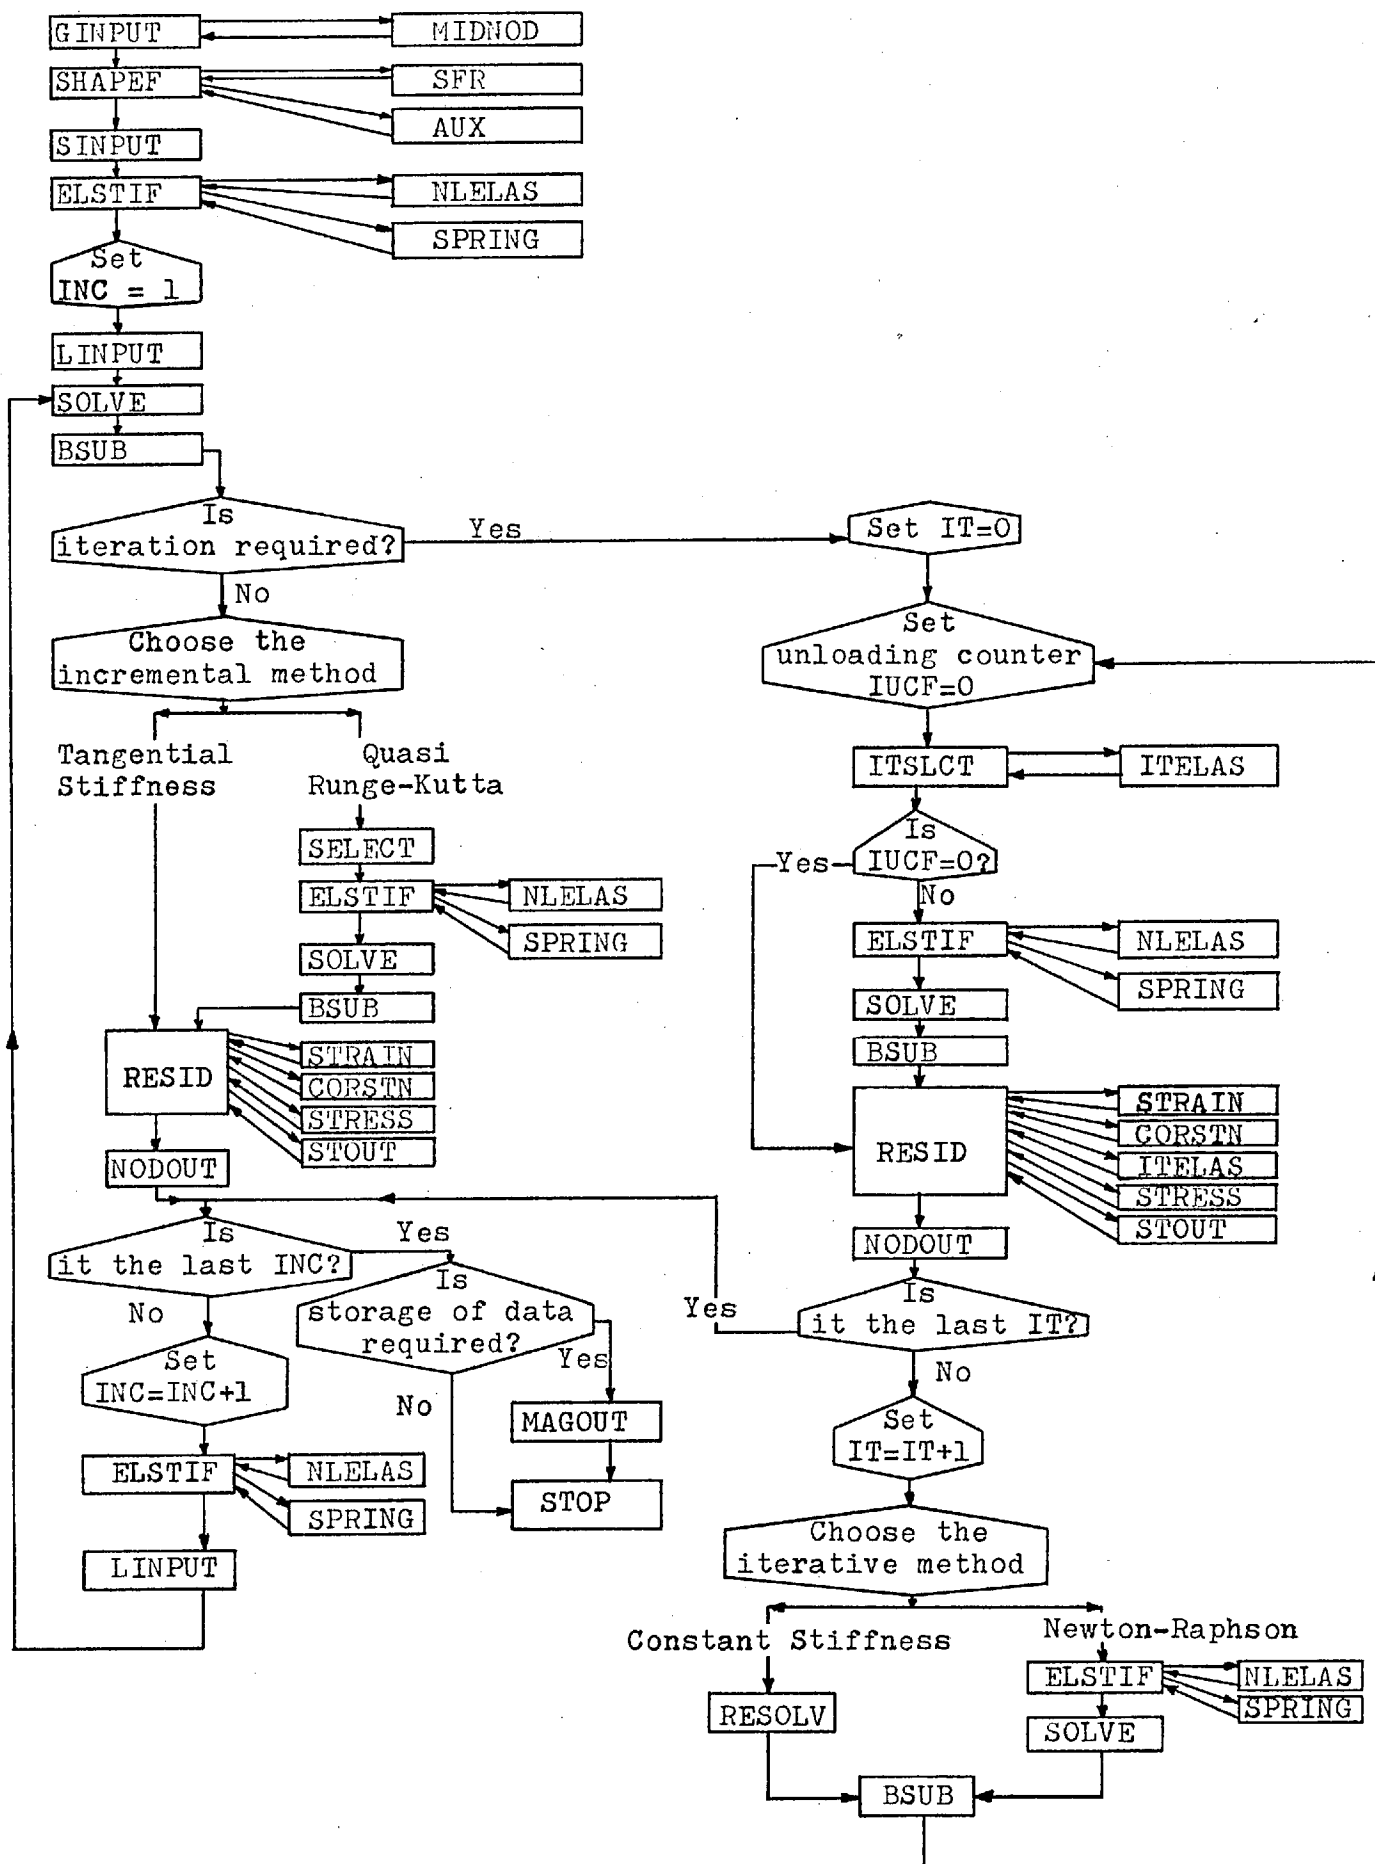 GINPUT
MIDNOD
SHAPEF
SFR
AUX
SINPUT
ELSTIF
NLELAS
SPRING
Set
INC = 1
LINPUT
SOLVE
BSUB
Is
iteration required?
Yes
No
Choose the
incremental method
Tangential
Stiffness
Quasi
Runge-Kutta
SELECT
ELSTIF
NLELAS
SPRING
SOLVE
BSUB
RESID
STRAIN
CORSTN
STRESS
STOUT
NODOUT
Is
it the last INC?
Yes
No
Is
storage of data
required?
Yes
No
MAGOUT
STOP
Set
INC=INC+1
ELSTIF
NLELAS
SPRING
LINPUT
Set IT=0
Set
unloading counter
IUCF=0
ITSLCT
ITELAS
Is
IUCF=0?
Yes
No
ELSTIF
NLELAS
SPRING
SOLVE
BSUB
RESID
STRAIN
CORSTN
ITELAS
STRESS
STOUT
NODOUT
Is
it the last IT?
Yes
No
Set
IT=IT+1
Choose the
iterative method
Constant Stiffness
Newton-Raphson
RESOLV
ELSTIF
NLELAS
SPRING
SOLVE
BSUB